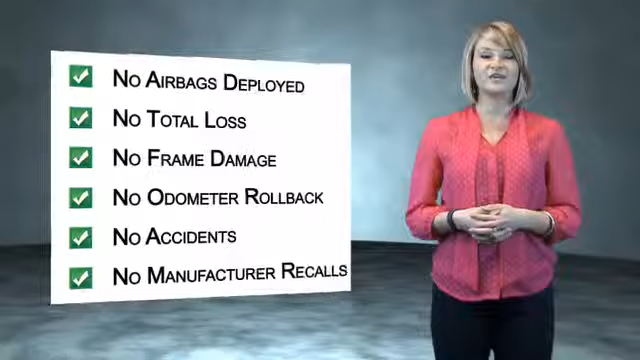 No Airbags Deployed
No Total Loss
No Frame Damage
No Odometer Rollback
No Accidents
No Manufacturer Recalls